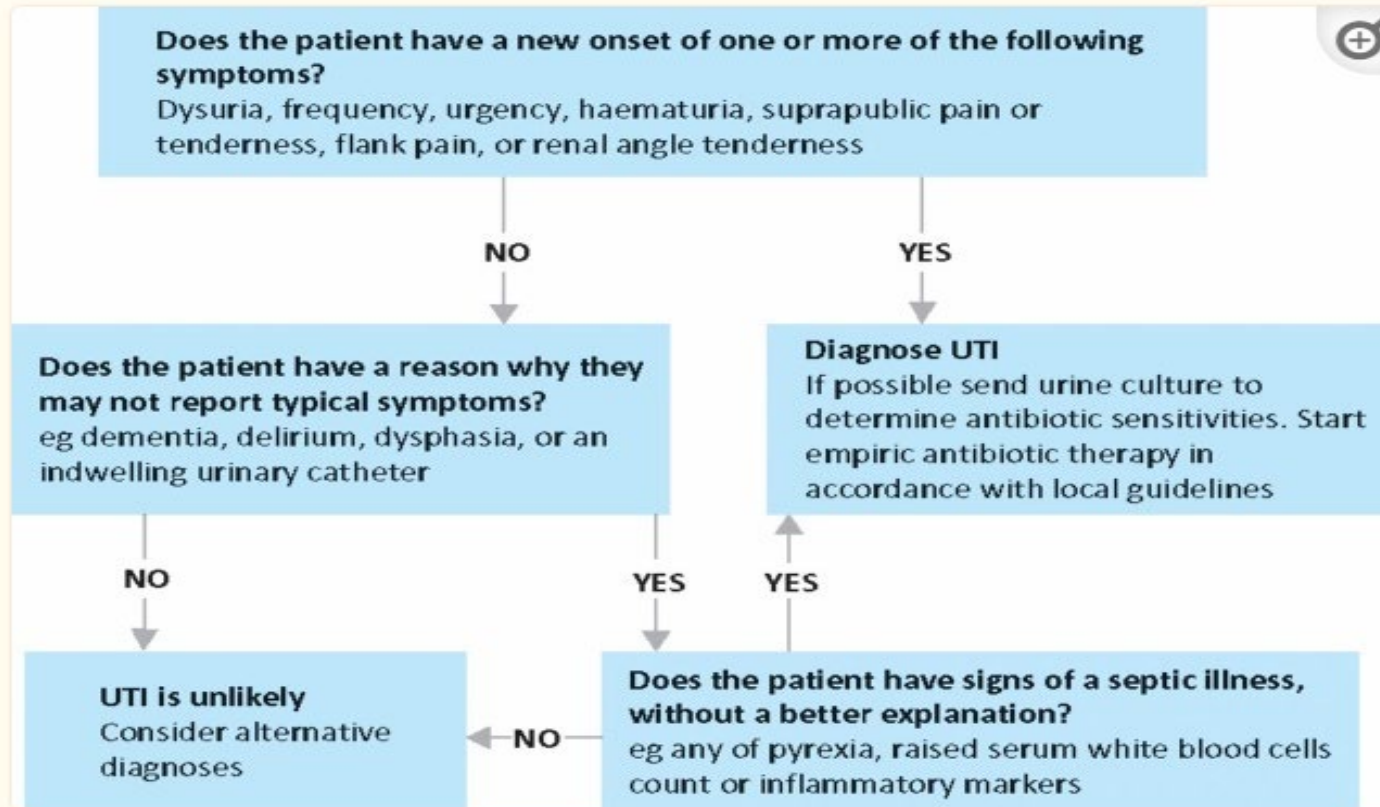 Does the patient have a new onset of one or more of the following
symptoms?
Dysuria, frequency, urgency, haematuria, suprapublic pain or
tenderness, flank pain, or renal angle tenderness
NO
YES
Does the patient have a reason why they
may not report typical symptoms?
eg dementia, delirium, dysphasia, or an
indwelling urinary catheter
Diagnose UTI
If possible send urine culture to
determine antibiotic sensitivities. Start
empiric antibiotic therapy in
accordance with local guidelines
NO
YES
YES
UTI is unlikely
Consider alternative
diagnoses
NO
Does the patient have signs of a septic illness,
without a better explanation?
eg any of pyrexia, raised serum white blood cells
count or inflammatory markers